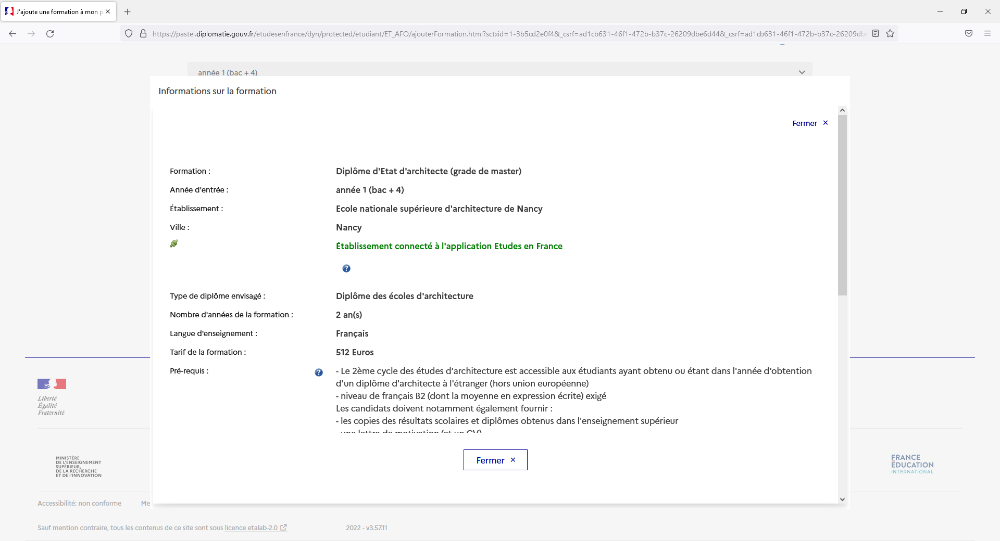 J'ajoute une formation à mon p
https://pastel.diplomatie.gouv.fr/etudesenfrance/dyn/protected/etudiant/ET_AFO/ajouterFormation.html?sctxid=1-3b5cd2e0f4&_csrf=ad1cb631-46f1-472b-b37c-26209dbe6d44&_csrf=ad1cb631-46f1-472b-b37c-26209dbe
année 1 (bac + 4)
Informations sur la formation
Fermer ×
Formation : Diplôme d'Etat d'architecte (grade de master)
Année d'entrée : année 1 (bac + 4)
Établissement : Ecole nationale supérieure d'architecture de Nancy
Ville : Nancy
Établissement connecté à l'application Etudes en France
?
Type de diplôme envisagé : Diplôme des écoles d'architecture
Nombre d'années de la formation : 2 an(s)
Langue d'enseignement : Français
Tarif de la formation : 512 Euros
Pré-requis : ? - Le 2ème cycle des études d'architecture est accessible aux étudiants ayant obtenu ou étant dans l'année d'obtention
d'un diplôme d'architecte à l'étranger (hors union européenne)
- niveau de français B2 (dont la moyenne en expression écrite) exigé
Les candidats doivent notamment également fournir :
- les copies des résultats scolaires et diplômes obtenus dans l'enseignement supérieur
- une lettre de motivation (et un CV)
Fermer ×
Liberté
Égalité
Fraternité
MINISTÈRE
DE L'ENSEIGNEMENT
SUPÉRIEUR,
DE LA RECHERCHE
ET DE L'INNOVATION
FRANCE
ÉDUCATION
INTERNATIONAL
Accessibilité: non conforme Me
Sauf mention contraire, tous les contenus de ce site sont sous licence etalab-2.0
2022 - v3.57.11